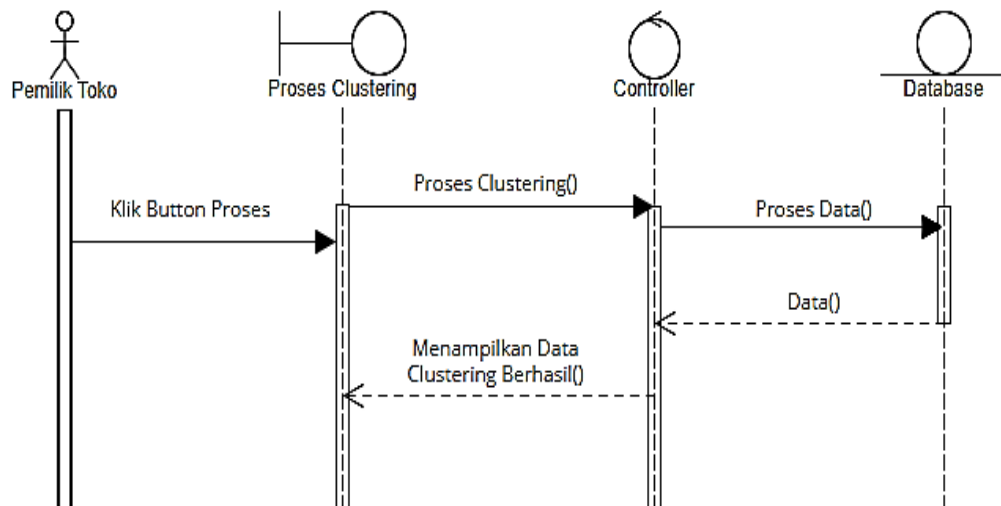 Pemilik Toko
Proses Clustering
Controller
Database
Proses Clustering()
Klik Button Proses
Proses Data()
Data()
Menampilkan Data
Clustering Berhasil()